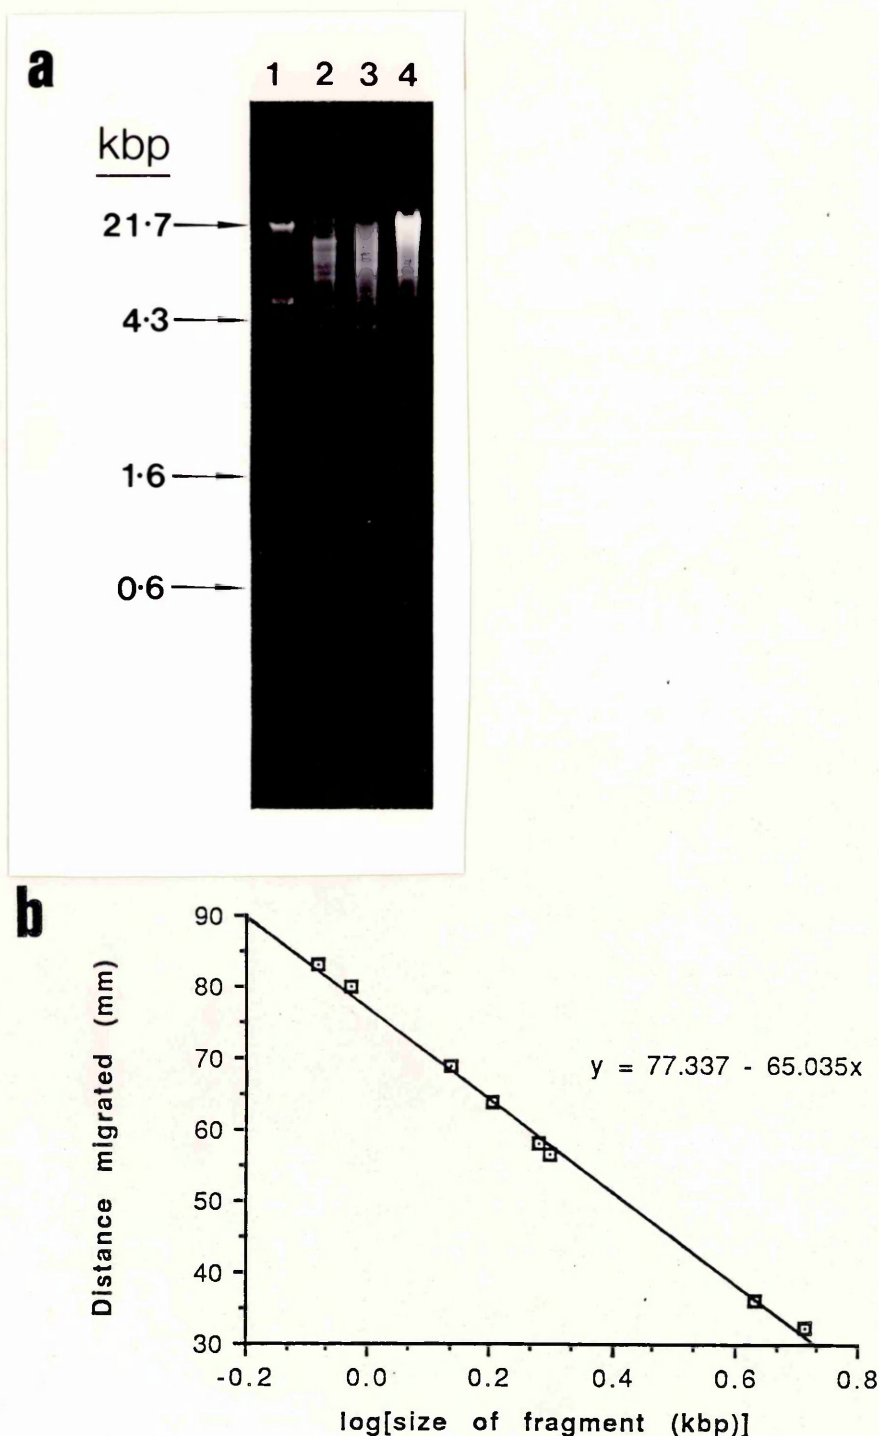 a
1 2 3 4
kbp
21·7
4·3
1·6
0·6
b
90
80
70
60
50
40
30
Distance migrated (mm)
y = 77.337 - 65.035x
-0.2 0.0 0.2 0.4 0.6 0.8
log[size of fragment (kbp)]